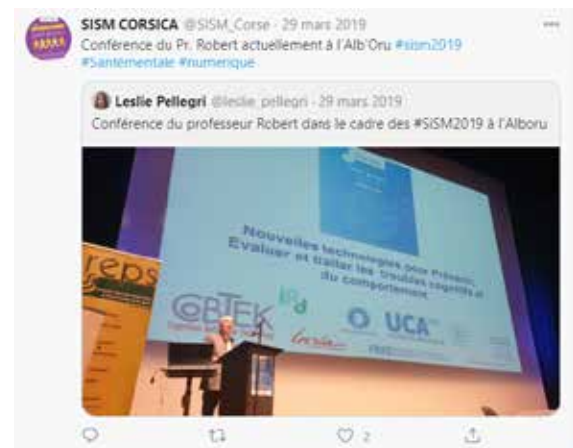 SISM CORSICA @SISM_Corse · 29 mars 2019
Conférence du Pr. Robert actuellement à l'Alb'Oru #sism2019
#Santémentale #numerique
Leslie Pellegri @leslie_pellegri · 29 mars 2019
Conférence du professeur Robert dans le cadre des #SISM2019 à l'Alboru
Nouvelles technologies pour Prévenir,
Evaluer et traiter les troubles cognitifs et
du comportement
reps
COBTEK
UCA
2